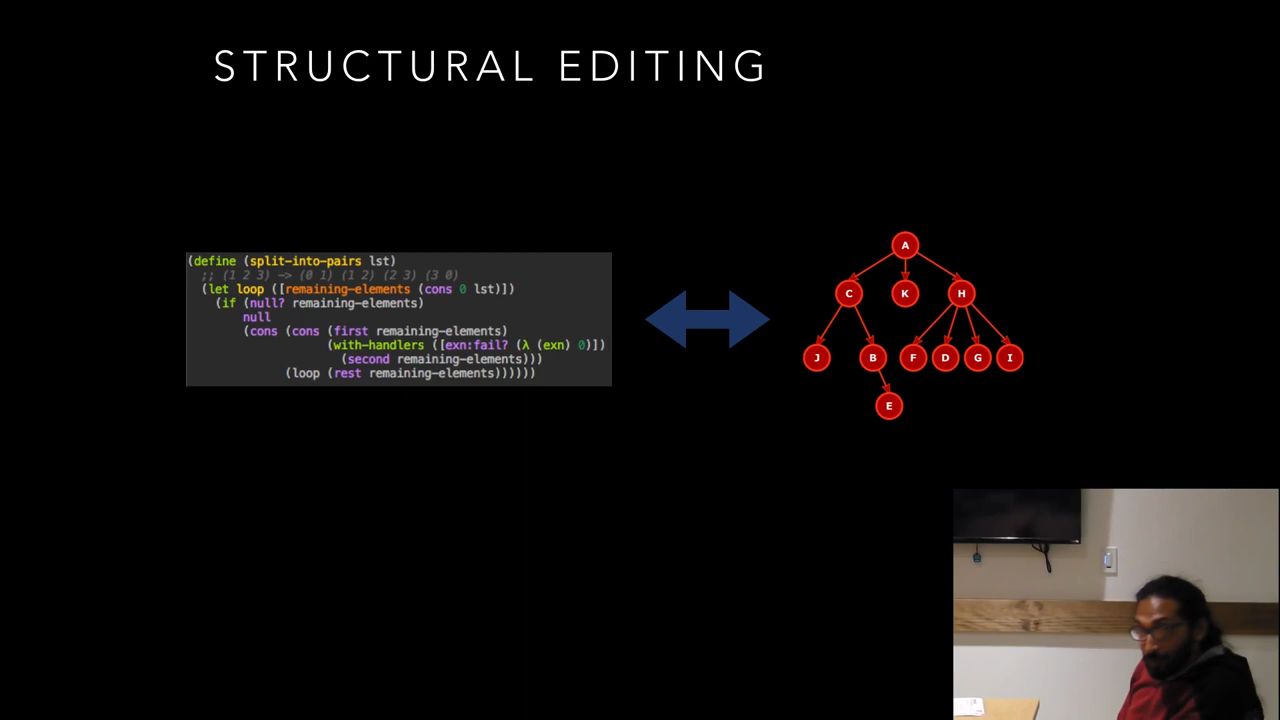 STRUCTURAL EDITING
(define (split-into-pairs lst)
;; (1 2 3) -> (0 1) (1 2) (2 3) (3 0)
(let loop ([remaining-elements (cons 0 lst)])
(if (null? remaining-elements)
null
(cons (cons (first remaining-elements)
(with-handlers ([exn:fail? (λ (exn) 0)])
(second remaining-elements)))
(loop (rest remaining-elements))))))
A
C K H
J B F D G I
E